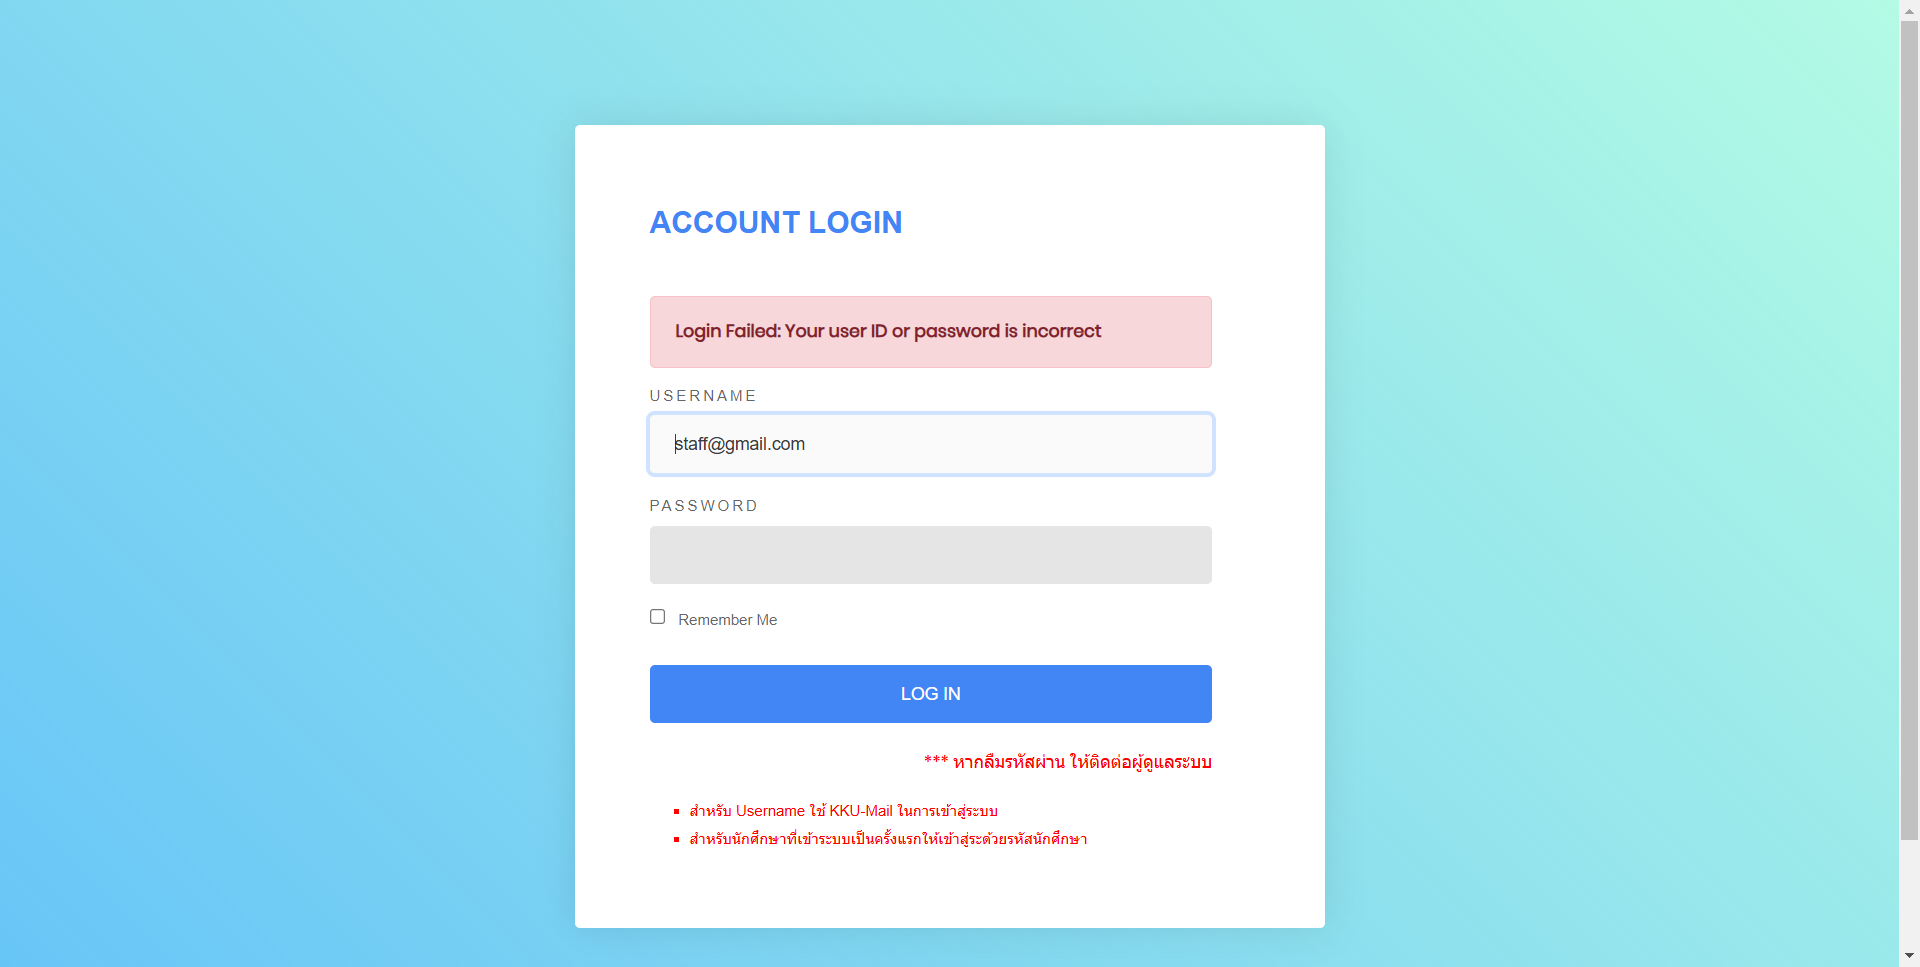 ACCOUNT LOGIN
Login Failed: Your user ID or password is incorrect
USERNAME
staff@gmail.com
PASSWORD
Remember Me
LOG IN
*** หากลืมรหัสผ่าน ให้ติดต่อผู้ดูแลระบบ
สำหรับ Username ใช้ KKU-Mail ในการเข้าสู่ระบบ
สำหรับนักศึกษาที่เข้าระบบเป็นครั้งแรกให้เข้าสู่ระด้วยรหัสนักศึกษา